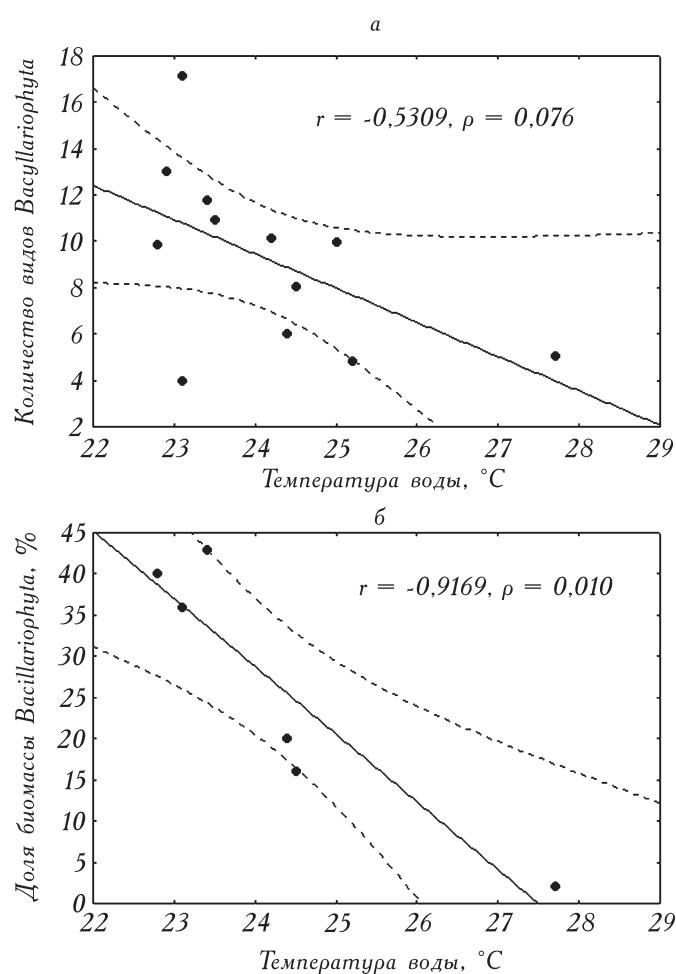 а
Количество видов Bacyllariophyta
18
16
14
12
10
8
6
4
2
r = -0,5309, ρ = 0,076
22 23 24 25 26 27 28 29
Температура воды, °C
б
Доля биомассы Bacillariophyta, %
45
40
35
30
25
20
15
10
5
0
r = -0,9169, ρ = 0,010
22 23 24 25 26 27 28 29
Температура воды, °C